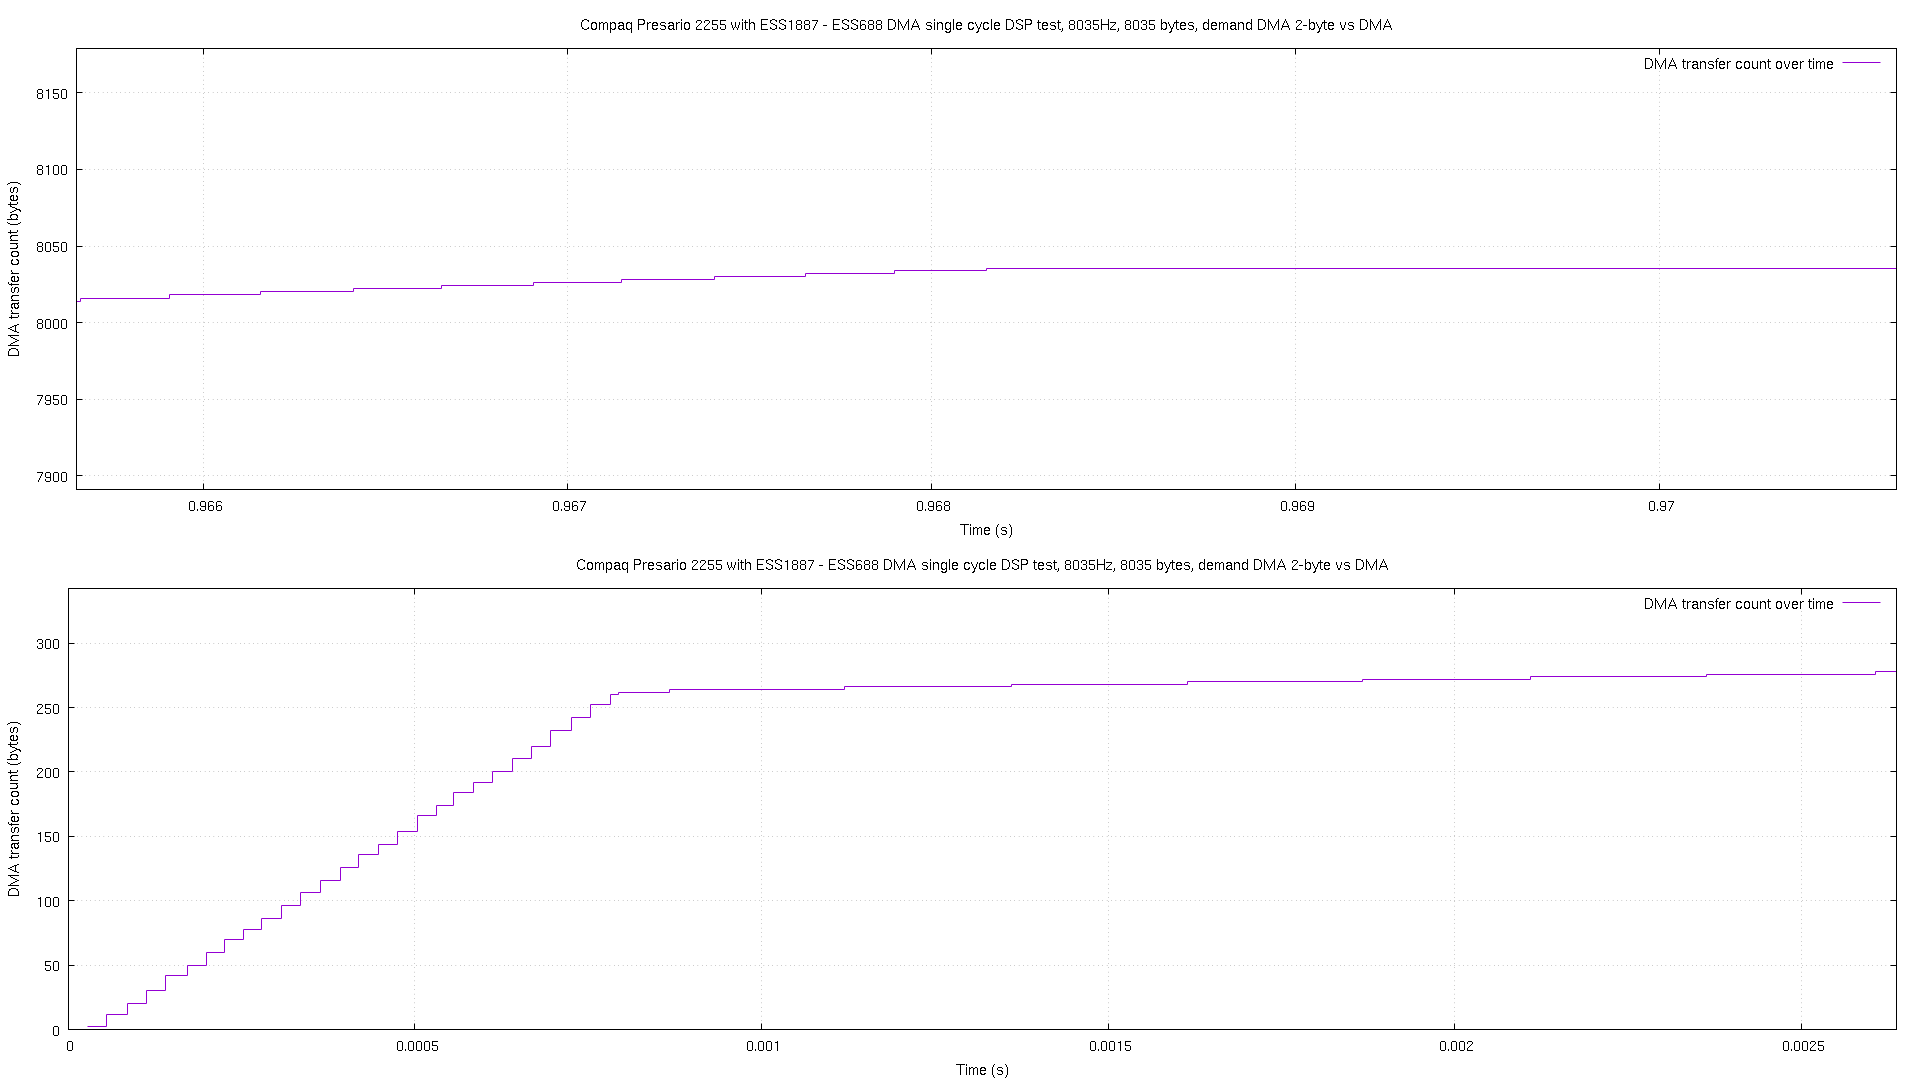 Compaq Presario 2255 with ESS1887 - ESS688 DMA single cycle DSP test, 8035Hz, 8035 bytes, demand DMA 2-byte vs DMA
DMA transfer count over time
8150
8100
8050
8000
7950
7900
DMA transfer count (bytes)
0.966 0.967 0.968 0.969 0.97
Time (s)
Compaq Presario 2255 with ESS1887 - ESS688 DMA single cycle DSP test, 8035Hz, 8035 bytes, demand DMA 2-byte vs DMA
DMA transfer count over time
300
250
200
150
100
50
0
DMA transfer count (bytes)
0 0.0005 0.001 0.0015 0.002 0.0025
Time (s)